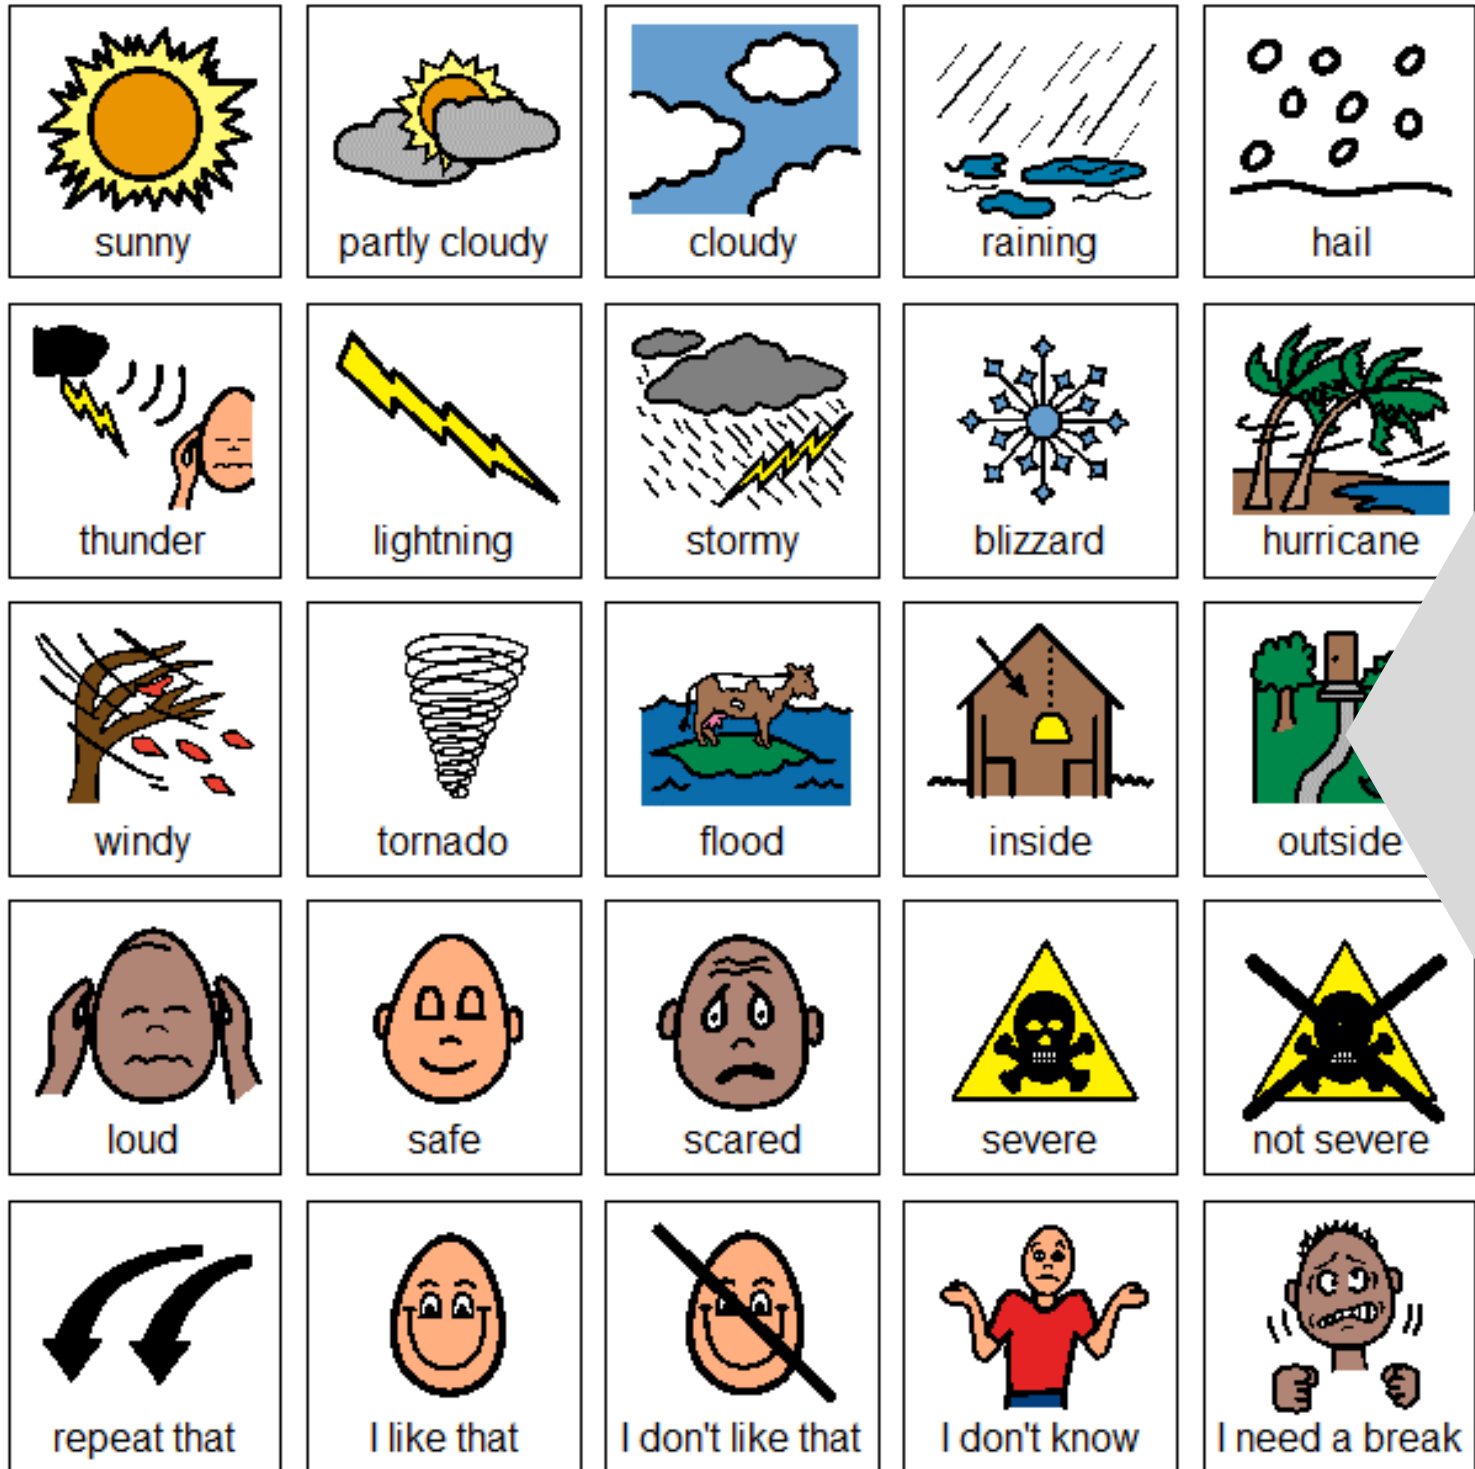 sunny
partly cloudy
cloudy
raining
hail
thunder
lightning
stormy
blizzard
hurricane
windy
tornado
flood
inside
outside
loud
safe
scared
severe
not severe
repeat that
I like that
I don't like that
I don't know
I need a break